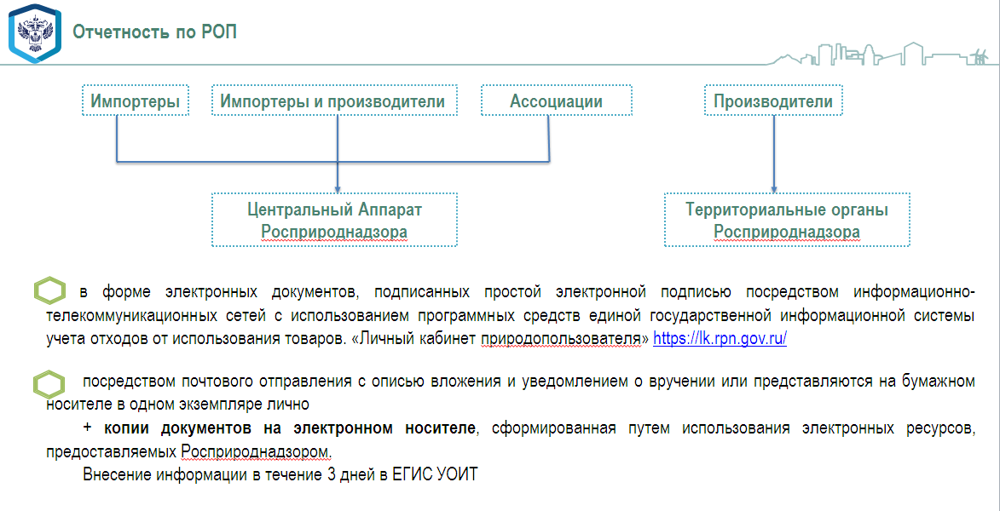 Отчетность по РОП
Импортеры
Импортеры и производители
Ассоциации
Производители
Центральный Аппарат
Росприроднадзора
Территориальные органы
Росприроднадзора
в форме электронных документов, подписанных простой электронной подписью посредством информационно-
телекоммуникационных сетей с использованием программных средств единой государственной информационной системы
учета отходов от использования товаров. «Личный кабинет природопользователя» https://lk.rpn.gov.ru/
посредством почтового отправления с описью вложения и уведомлением о вручении или представляются на бумажном
носителе в одном экземпляре лично
+ копии документов на электронном носителе, сформированная путем использования электронных ресурсов,
предоставляемых Росприроднадзором.
Внесение информации в течение 3 дней в ЕГИС УОИТ